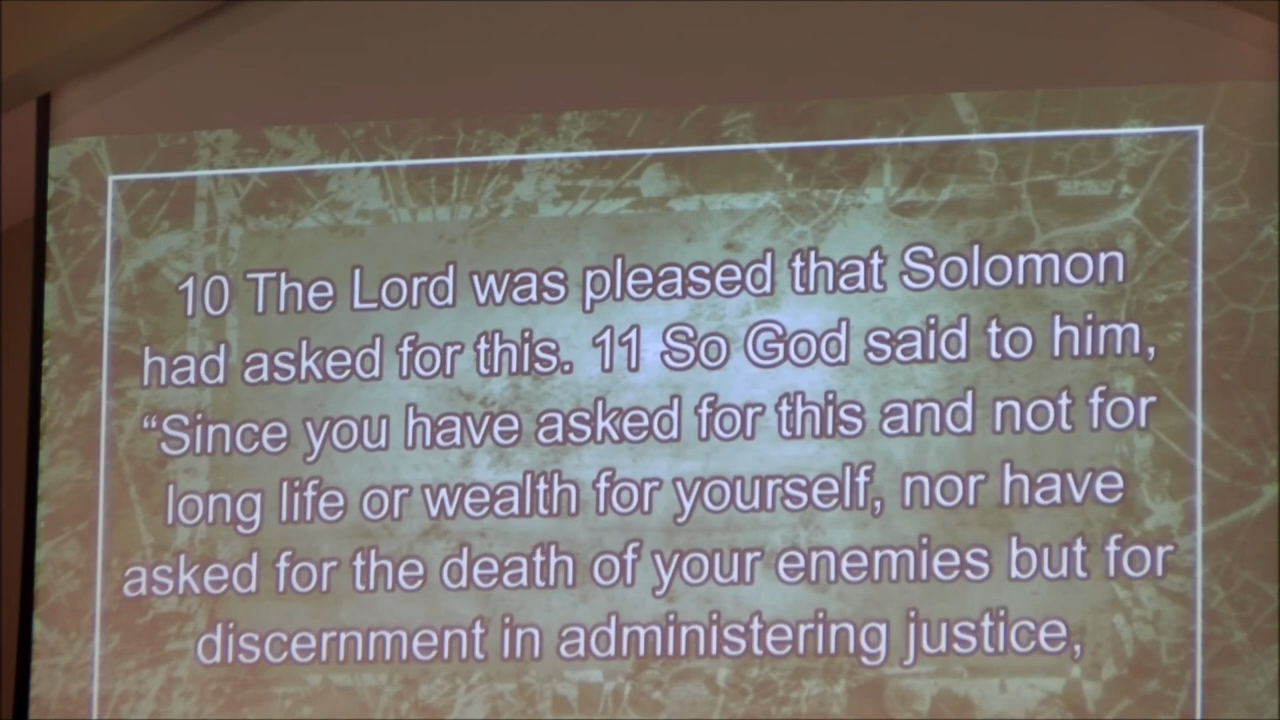 10 The Lord was pleased that Solomon
had asked for this. 11 So God said to him,
“Since you have asked for this and not for
long life or wealth for yourself, nor have
asked for the death of your enemies but for
discernment in administering justice,